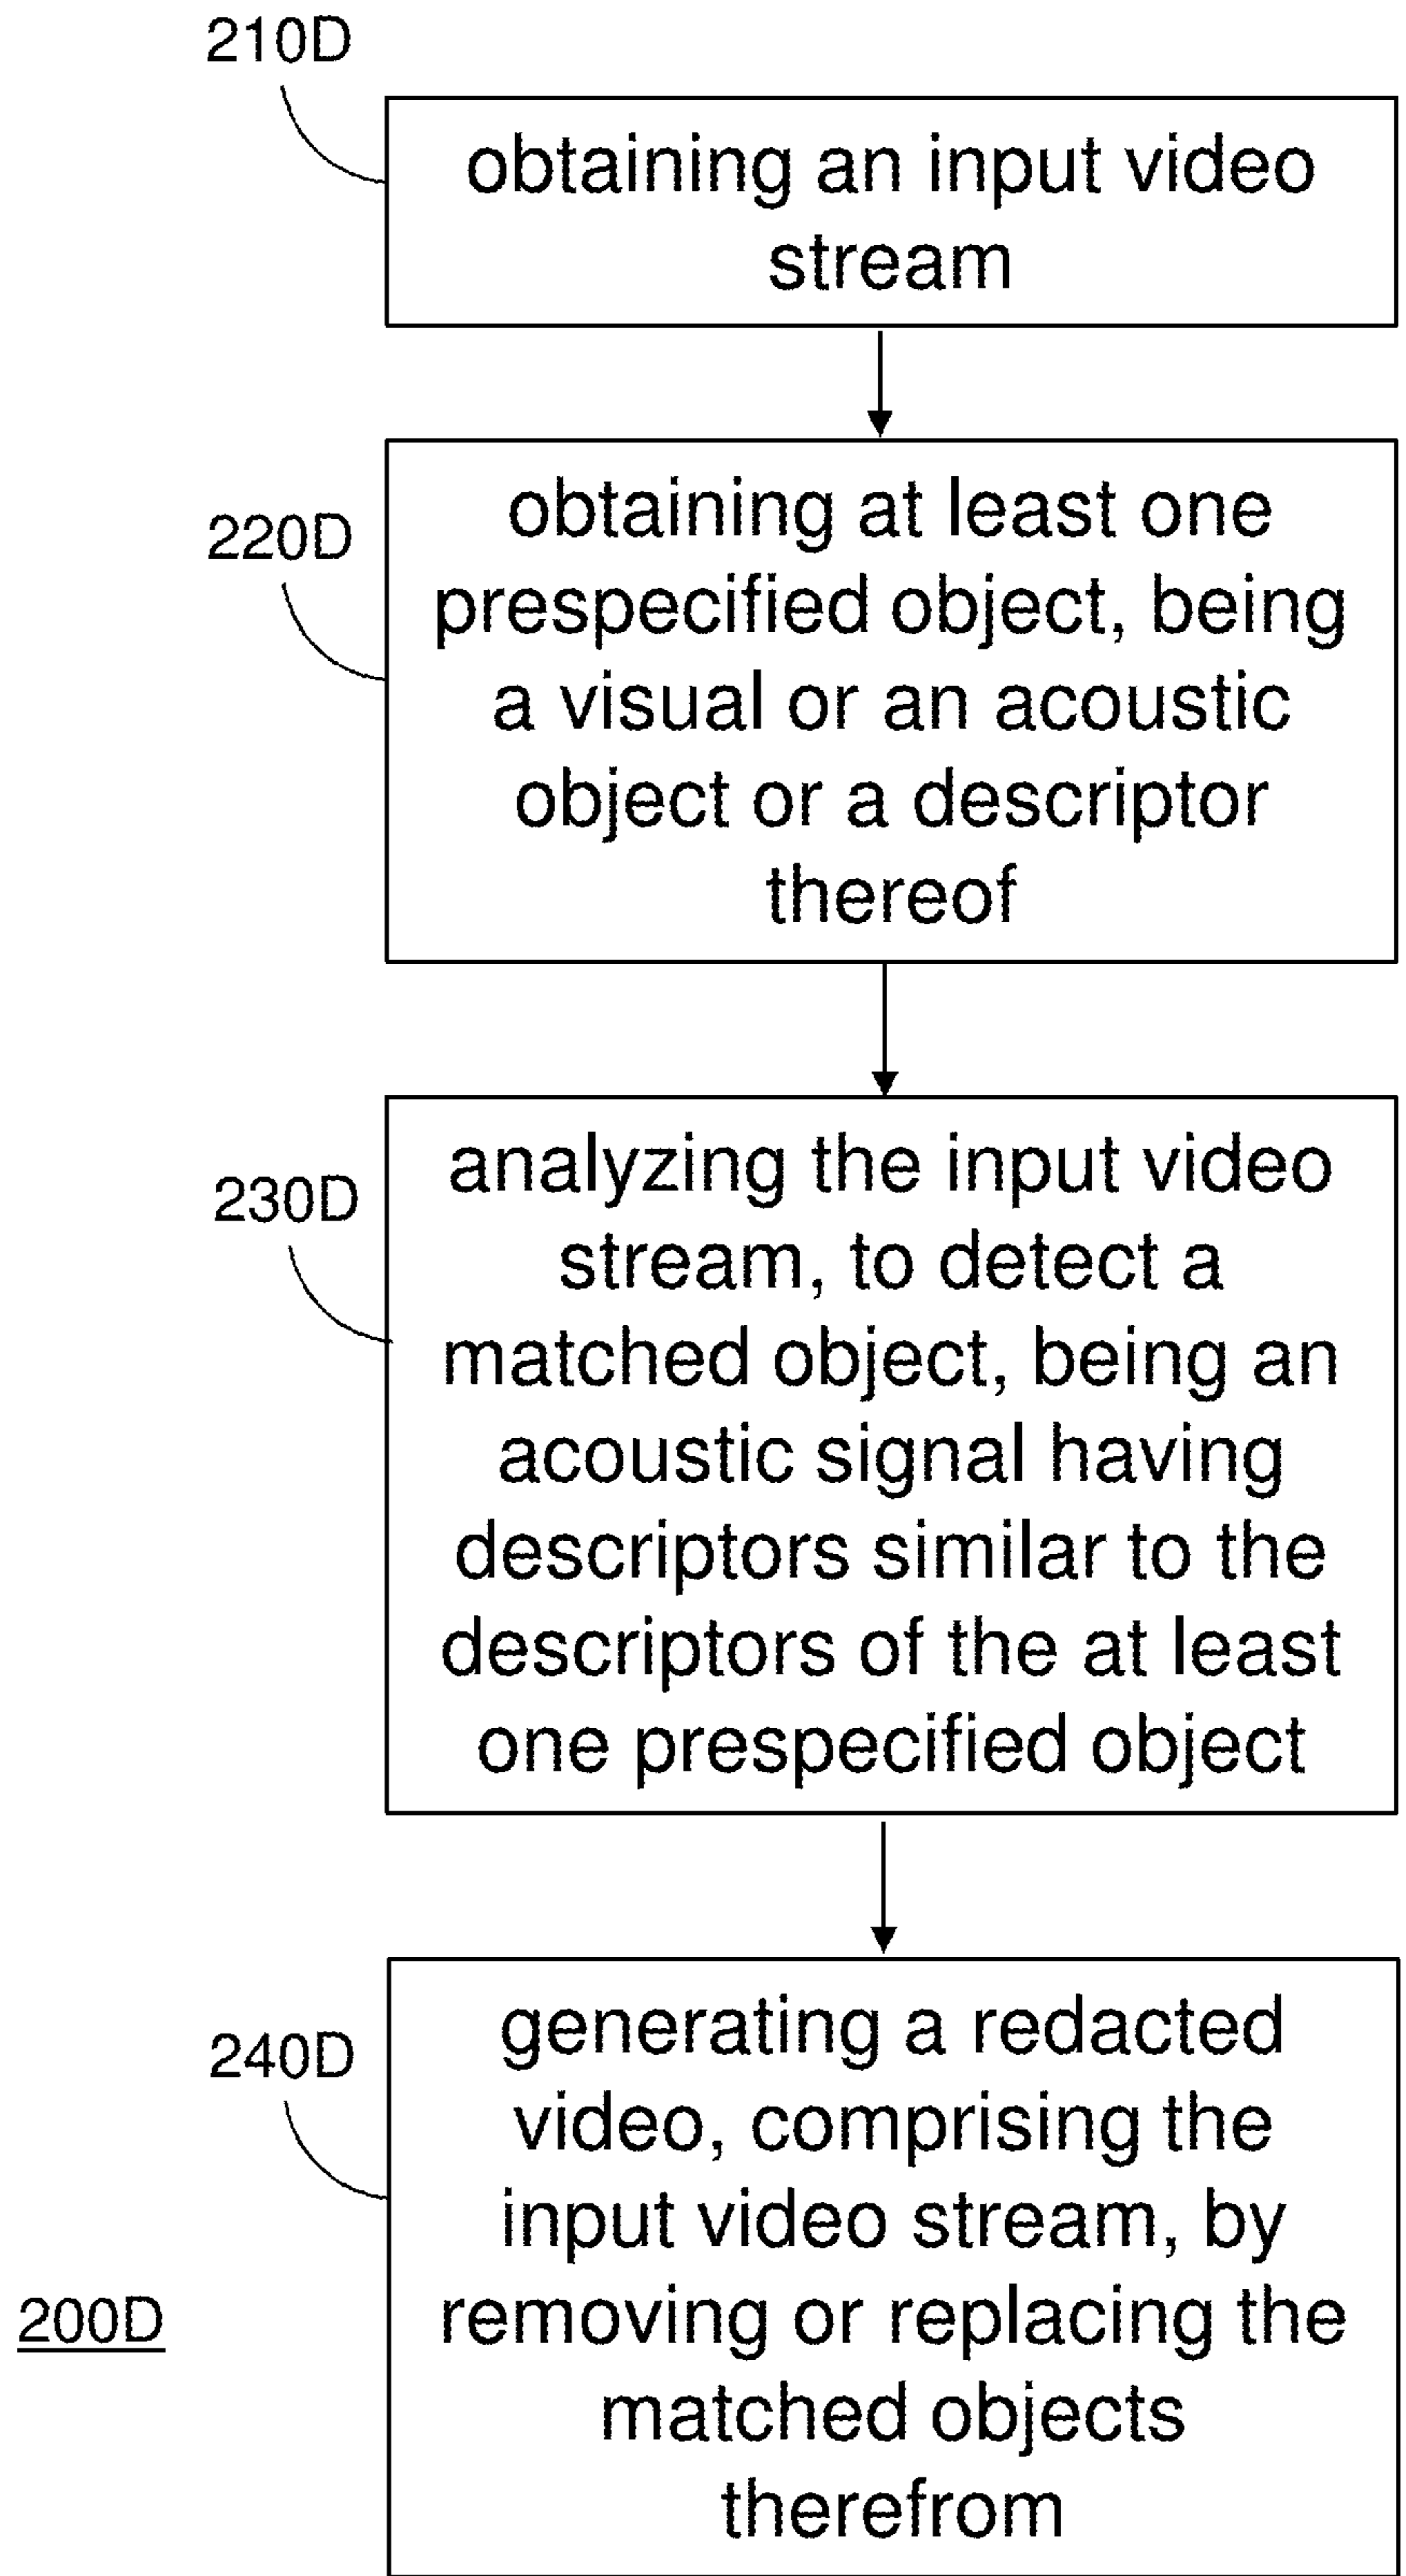 210D
obtaining an input video
stream
220D
obtaining at least one
prespecified object, being
a visual or an acoustic
object or a descriptor
thereof
230D
analyzing the input video
stream, to detect a
matched object, being an
acoustic signal having
descriptors similar to the
descriptors of the at least
one prespecified object
240D
generating a redacted
video, comprising the
input video stream, by
removing or replacing the
matched objects
therefrom
200D